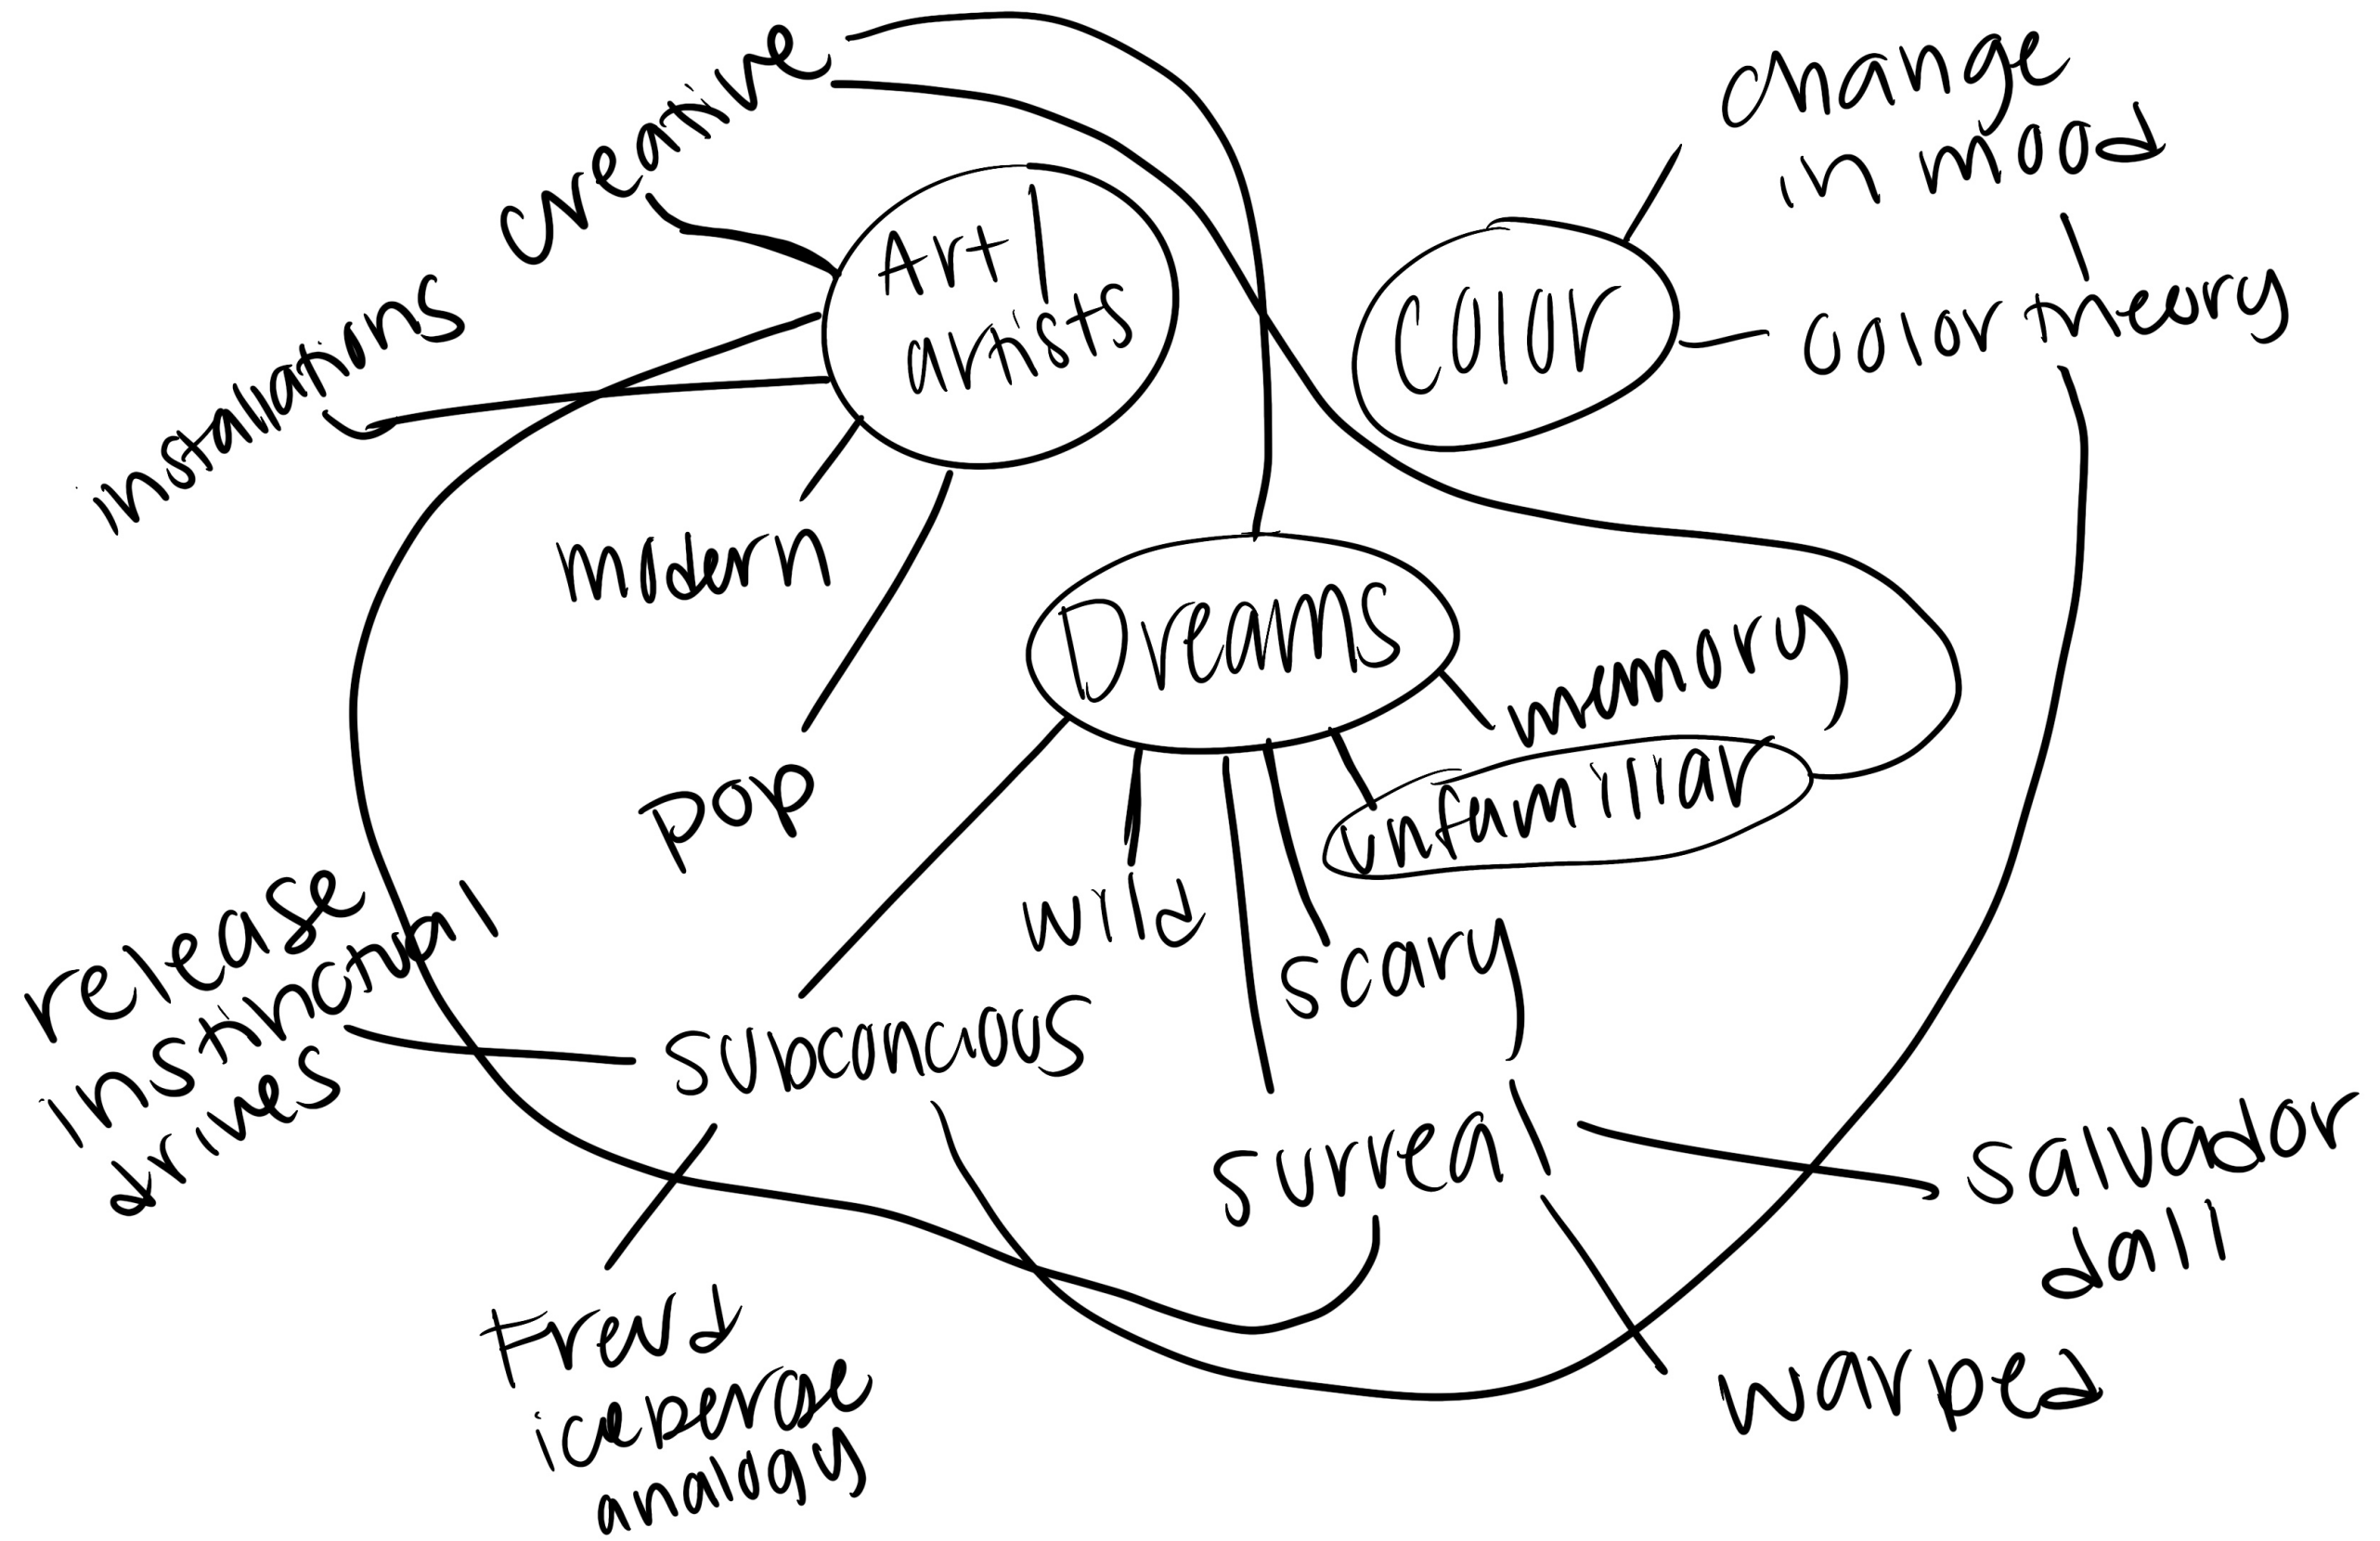 creative
change
in mood
Art /
artists
color
color theory
installations
modern
Dreams
memory
unfamiliar
pop
wild
scary
release
instinctual
drives
subconcious
surreal
salvador
dali
Freud
iceberge
analogy
warped